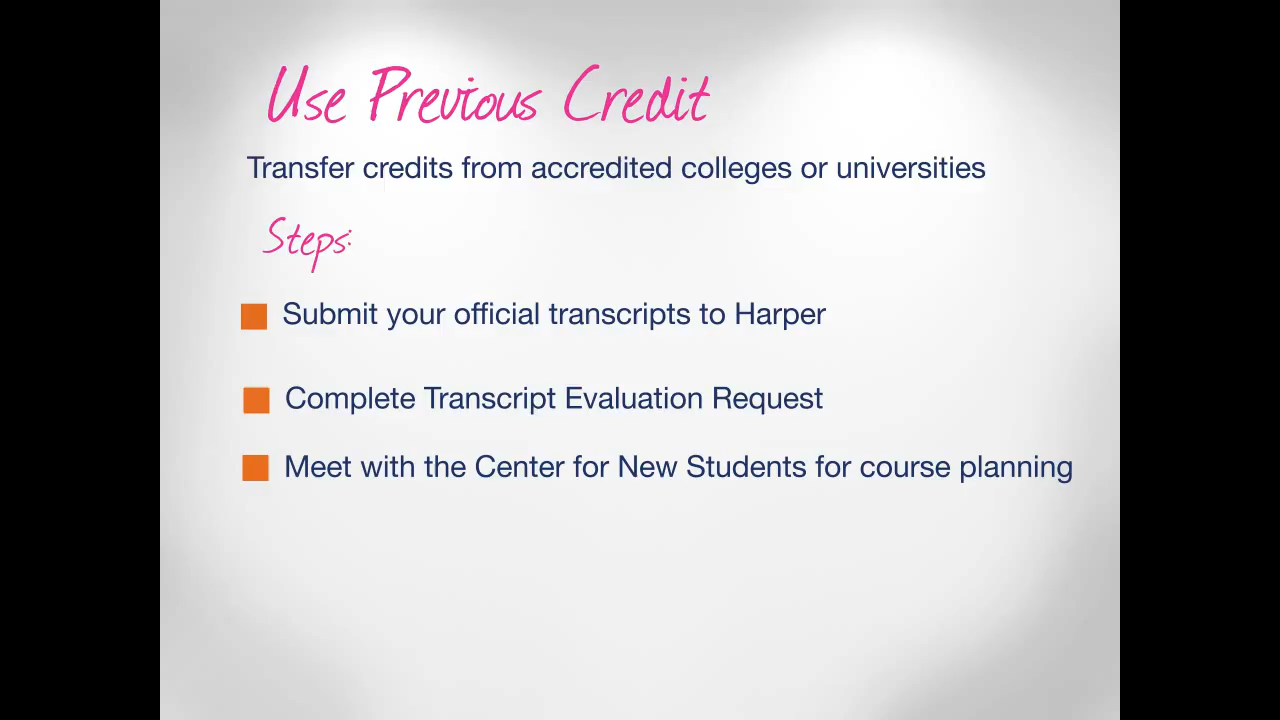 Use Previous Credit
Transfer credits from accredited colleges or universities
Steps:
Submit your official transcripts to Harper
Complete Transcript Evaluation Request
Meet with the Center for New Students for course planning